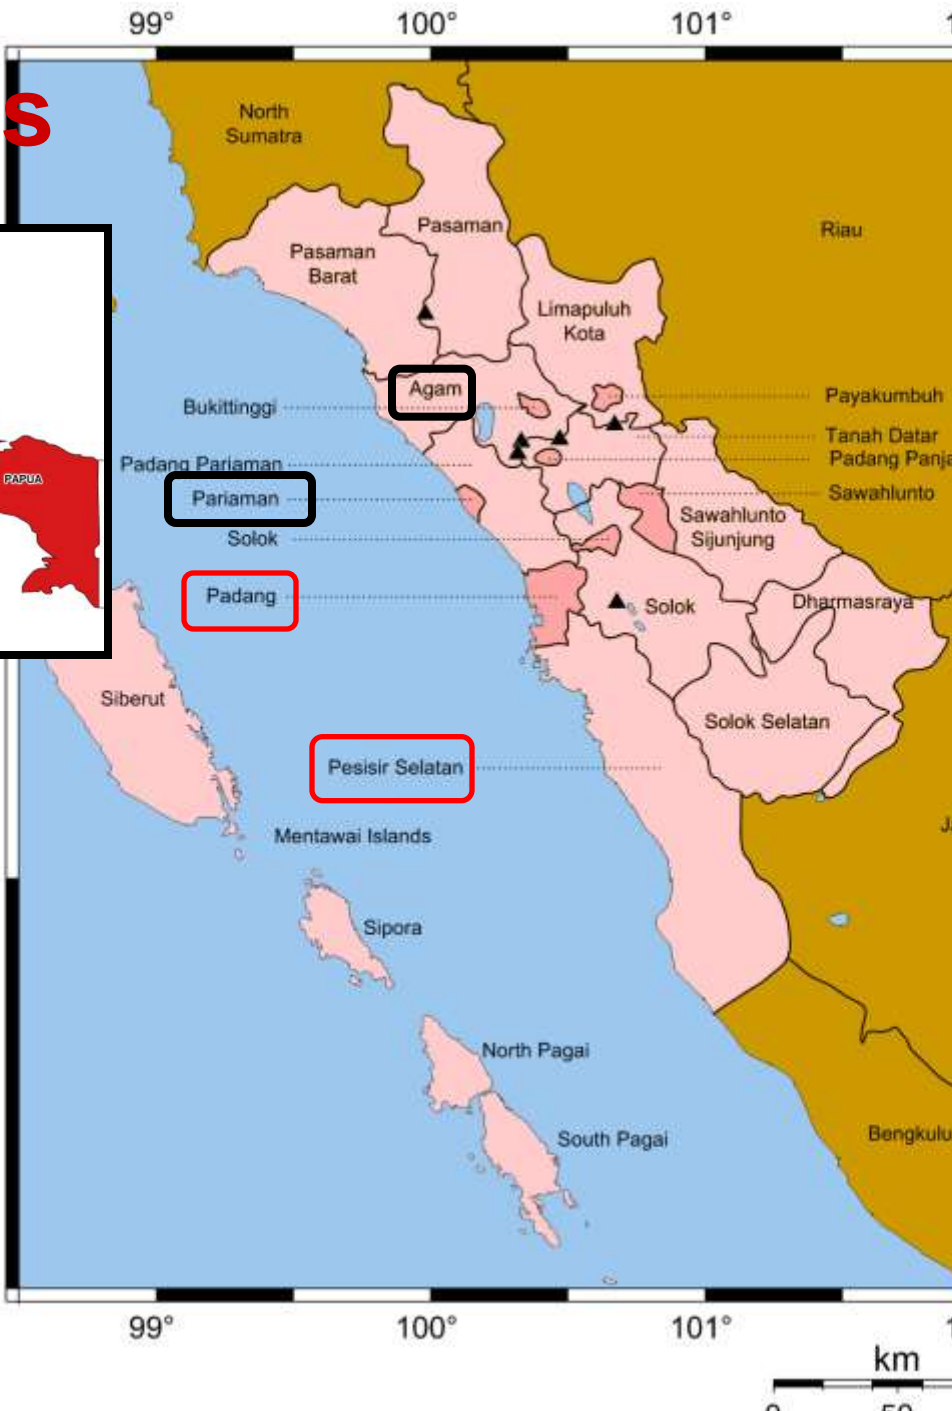 99°
100°
101°
s
North
Sumatra
Pasaman
Riau
Pasaman
Barat
Limapuluh
Kota
Agam
Bukittinggi
Payakumbuh
Tanah Datar
Padang Pariaman
Padang Panja
PAPUA
Pariaman
Sawahlunto
Sawahlunto
Sijunjung
Solok
Padang
Solok
Dharmasraya
Siberut
Solok Selatan
Pesisir Selatan
Mentawai Islands
J
Sipora
North Pagai
Bengkulu
South Pagai
99°
100°
101°
km